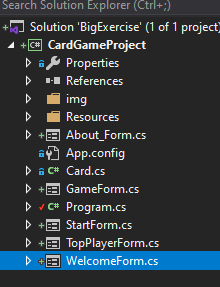 Search Solution Explorer (Ctrl+;)
Solution 'BigExercise' (1 of 1 project)
C# CardGameProject
Properties
References
img
Resources
About_Form.cs
App.config
C# Card.cs
GameForm.cs
C# Program.cs
StartForm.cs
TopPlayerForm.cs
WelcomeForm.cs